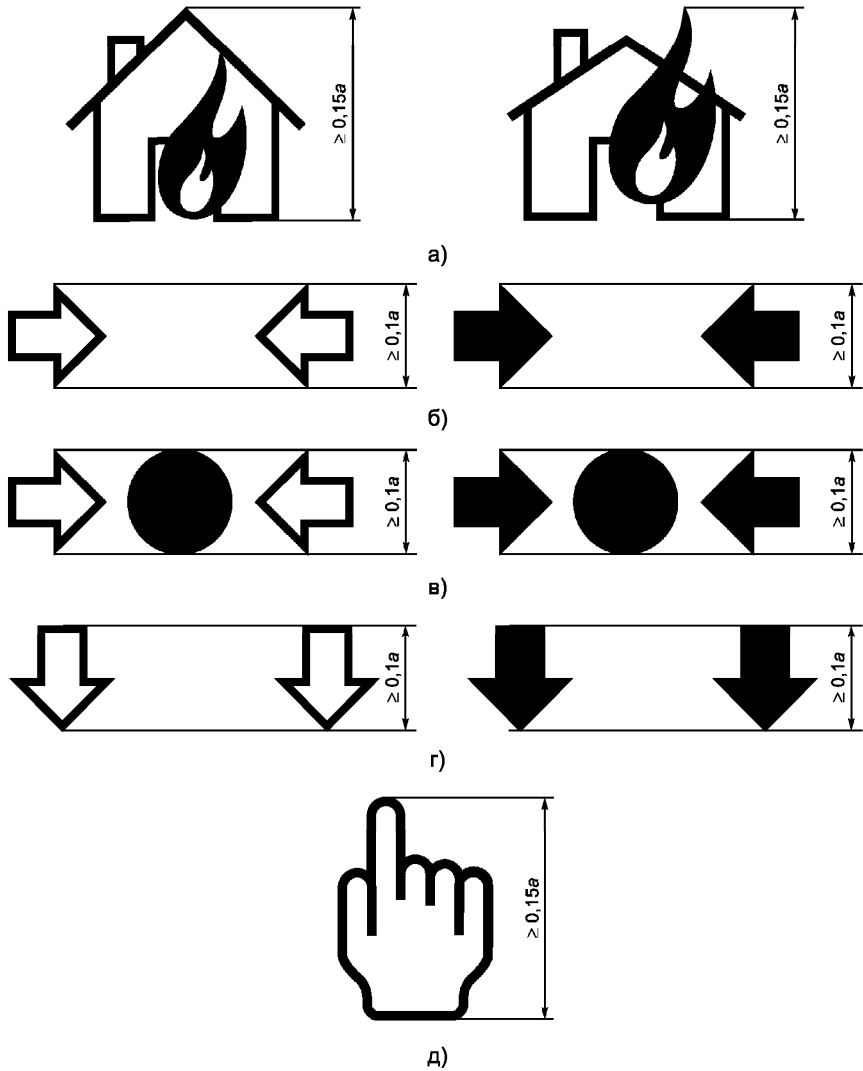 ≥ 0,15a ≥ 0,15a
а)
≥ 0,1a ≥ 0,1a
б)
≥ 0,1a ≥ 0,1a
в)
≥ 0,1a ≥ 0,1a
г)
≥ 0,15a
д)